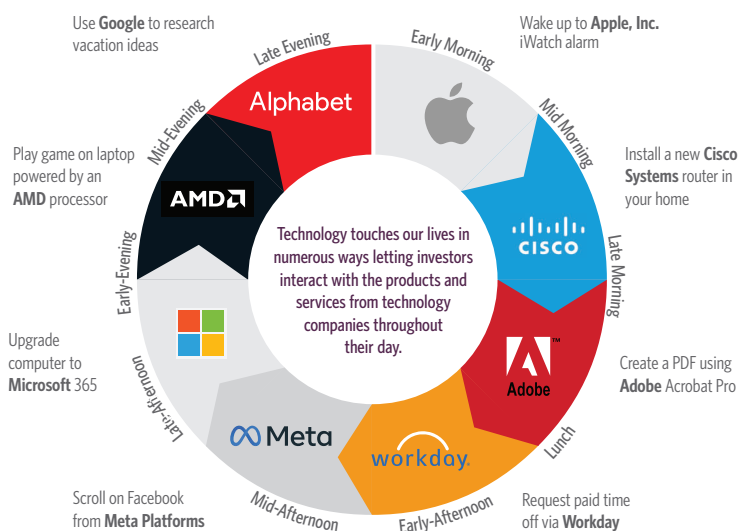 Use Google to research
vacation ideas
Late Evening
Early Morning
Wake up to Apple, Inc.
iWatch alarm
Alphabet
Mid-Evening
Mid Morning
Play game on laptop
powered by an
AMD processor
AMD
Install a new Cisco
Systems router in
your home
CISCO
Technology touches our lives in
numerous ways letting investors
interact with the products and
services from technology
companies throughout
their day.
Early-Evening
Late Morning
Upgrade
computer to
Microsoft 365
Adobe
™
Create a PDF using
Adobe Acrobat Pro
Late-Afternoon
Lunch
Meta
workday.
Mid-Afternoon
Early-Afternoon
Scroll on Facebook
from Meta Platforms
Request paid time
off via Workday